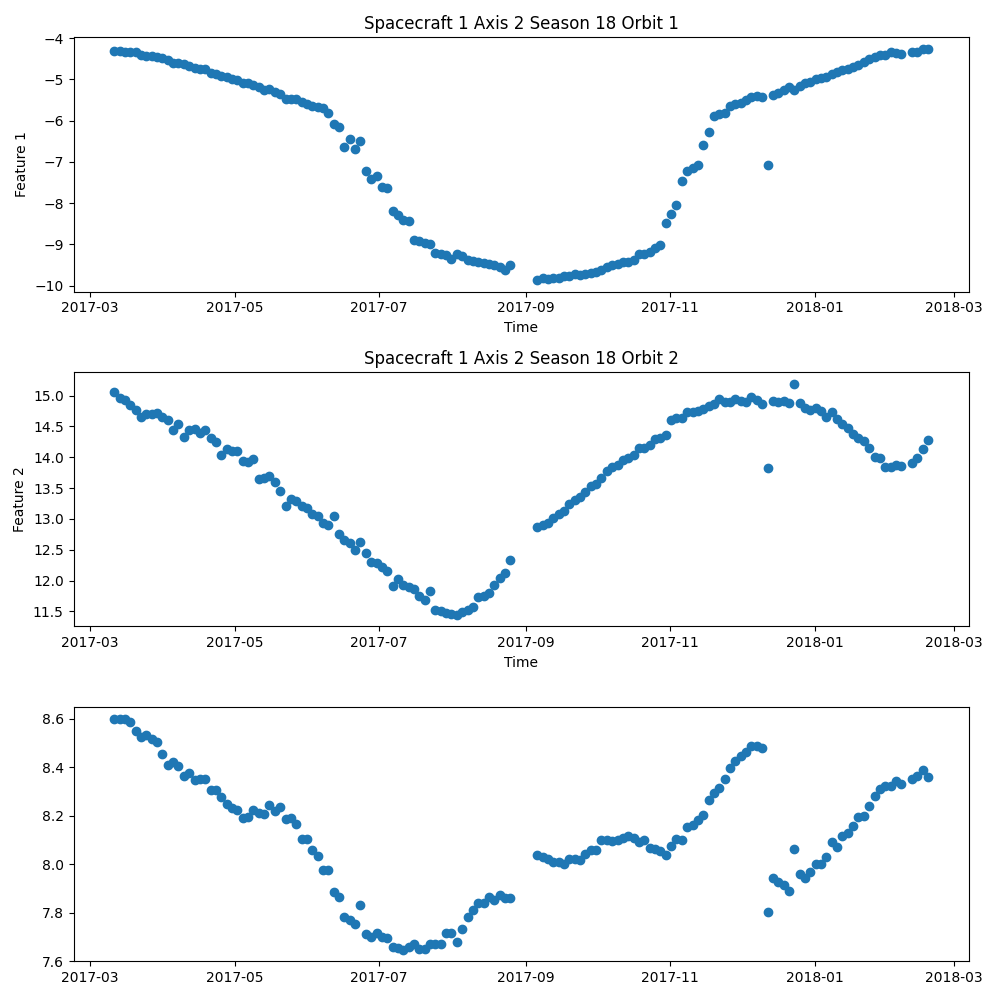 Spacecraft 1 Axis 2 Season 18 Orbit 1
−4
−5
−6
−7
−8
−9
−10
Feature 1
2017-03 2017-05 2017-07 2017-09 2017-11 2018-01 2018-03
Time
Spacecraft 1 Axis 2 Season 18 Orbit 2
15.0
14.5
14.0
13.5
13.0
12.5
12.0
11.5
Feature 2
2017-03 2017-05 2017-07 2017-09 2017-11 2018-01 2018-03
Time
8.6
8.4
8.2
8.0
7.8
7.6
2017-03 2017-05 2017-07 2017-09 2017-11 2018-01 2018-03